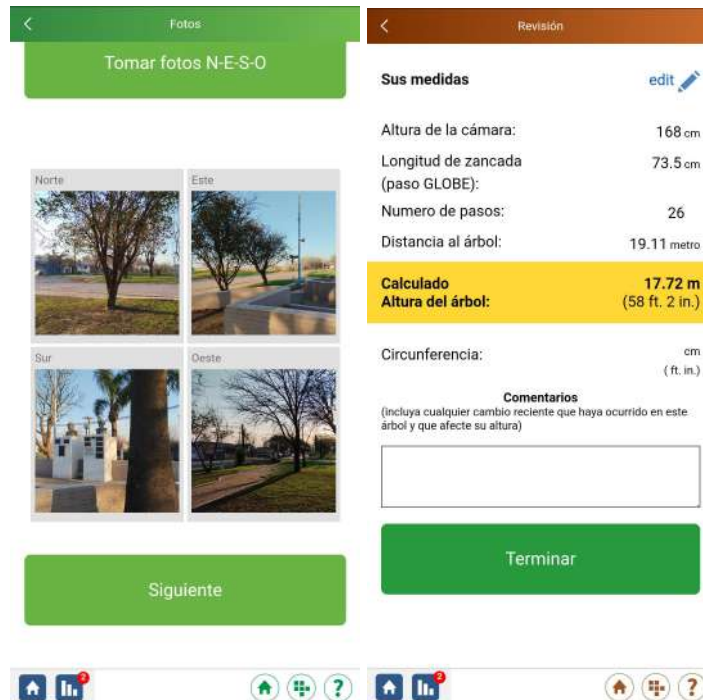 Fotos
Tomar fotos N-E-S-O
Norte
Este
Sur
Oeste
Siguiente
2
?
Revisión
Sus medidas
edit
Altura de la cámara:
168 cm
Longitud de zancada
(paso GLOBE):
73.5 cm
Numero de pasos:
26
Distancia al árbol:
19.11 metro
Calculado
Altura del árbol:
17.72 m
(58 ft. 2 in.)
Circunferencia:
cm
( ft. in.)
Comentarios
(incluya cualquier cambio reciente que haya ocurrido en este
árbol y que afecte su altura)
Terminar
2
?